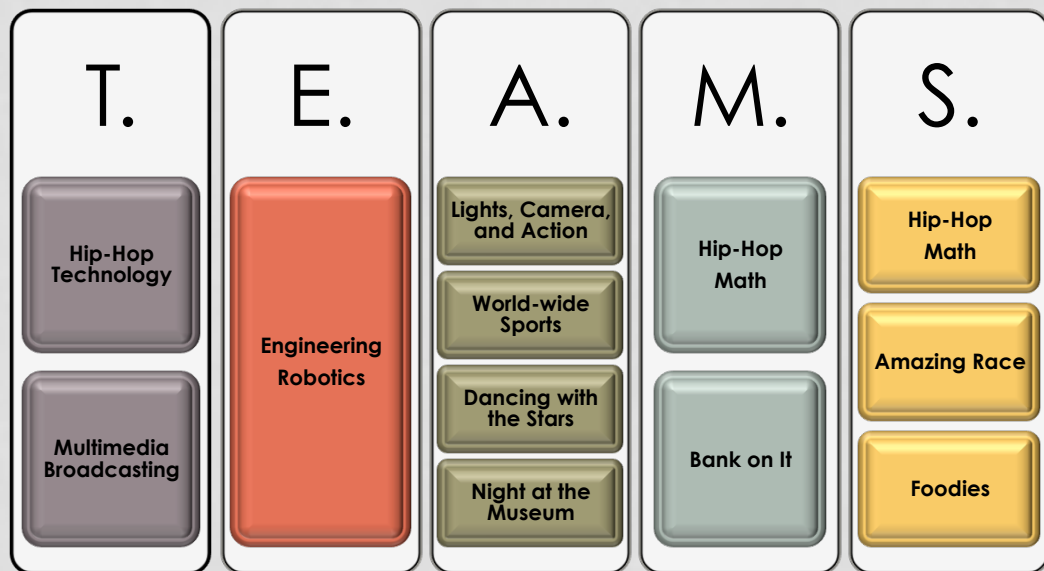 T.
Hip-Hop
Technology
Multimedia
Broadcasting
E.
Engineering
Robotics
A.
Lights, Camera,
and Action
World-wide
Sports
Dancing with
the Stars
Night at the
Museum
M.
Hip-Hop
Math
Bank on It
S.
Hip-Hop
Math
Amazing Race
Foodies